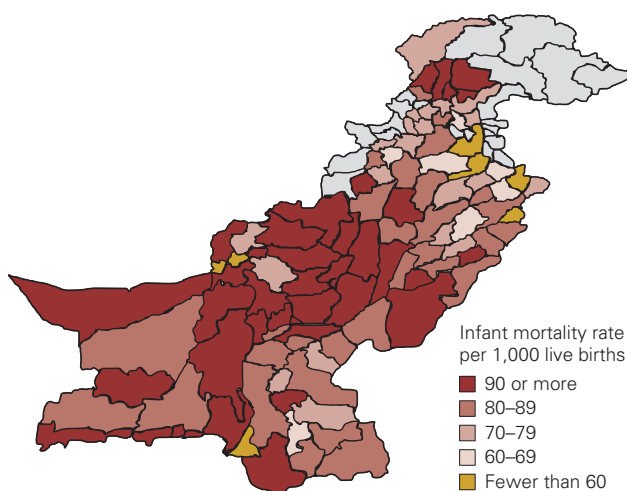 Infant mortality rate
per 1,000 live births
90 or more
80–89
70–79
60–69
Fewer than 60